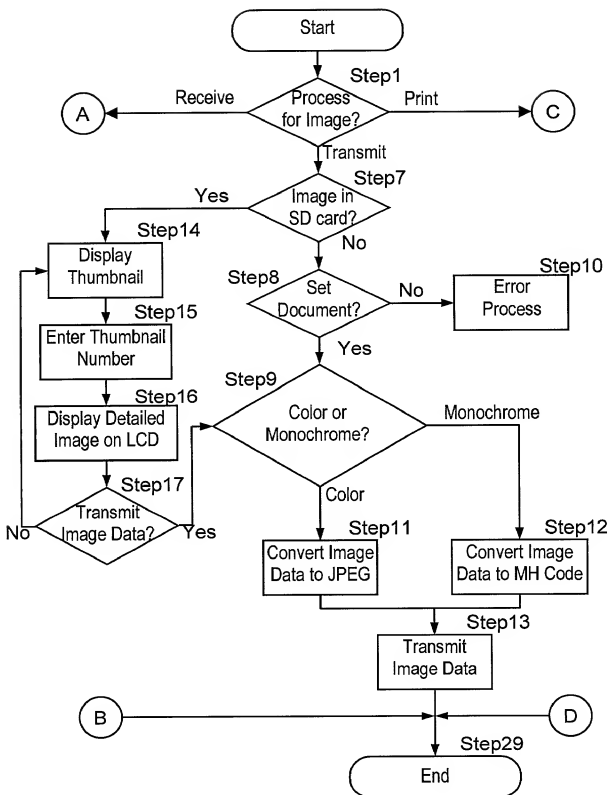 Start
Step1
Process
for Image?
Receive
Print
A
C
Transmit
Step7
Image in
SD card?
Yes
No
Step14
Display
Thumbnail
Step8
Set
Document?
No
Step10
Error
Process
Yes
Step15
Enter Thumbnail
Number
Step9
Color or
Monochrome?
Monochrome
Step16
Display Detailed
Image on LCD
Step17
Transmit
Image Data?
No
Yes
Color
Step11
Convert Image
Data to JPEG
Step12
Convert Image
Data to MH Code
Step13
Transmit
Image Data
B
D
Step29
End